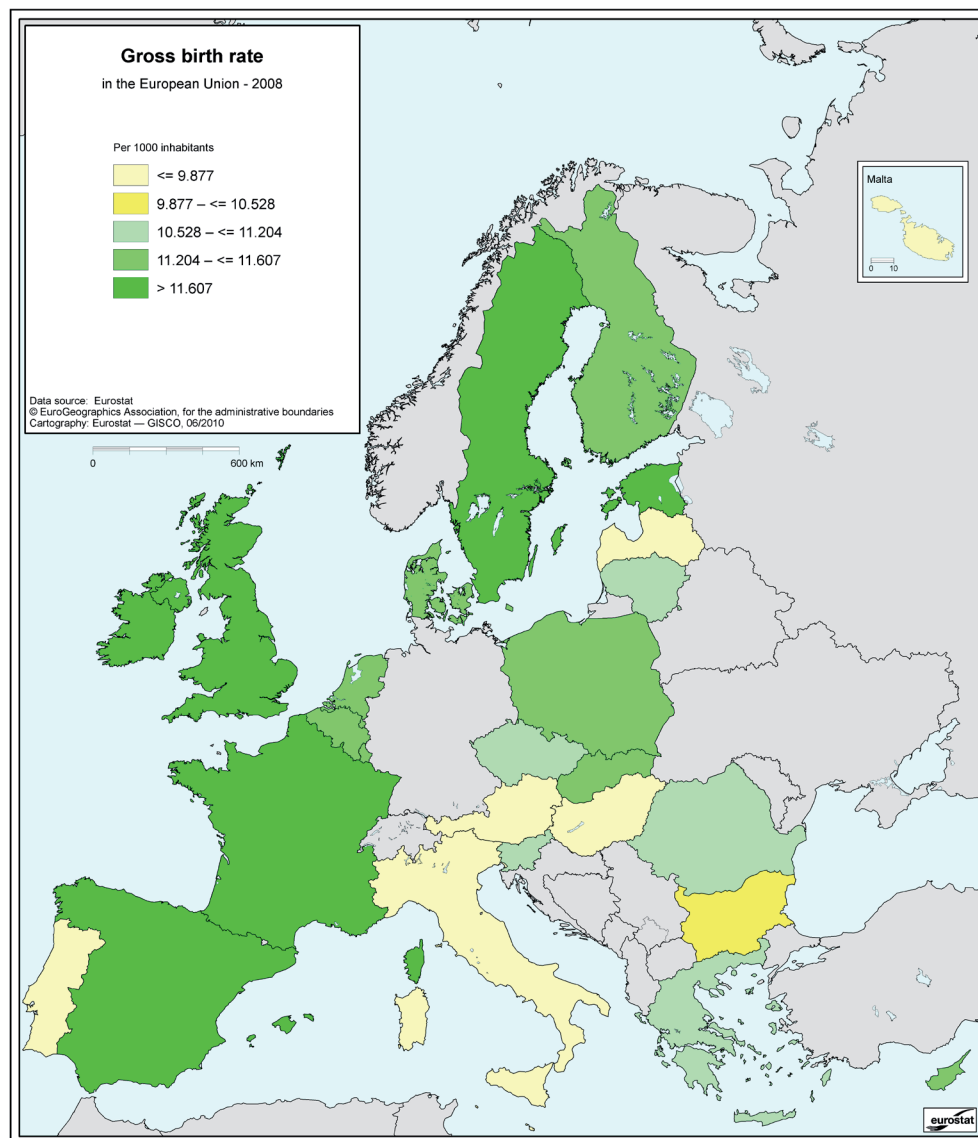 Gross birth rate
in the European Union - 2008
Per 1000 inhabitants
<= 9.877
9.877 – <= 10.528
10.528 – <= 11.204
11.204 – <= 11.607
> 11.607
Data source:  Eurostat
© EuroGeographics Association, for the administrative boundaries
Cartography: Eurostat — GISCO, 06/2010
0 600 km
Malta
0 10
eurostat